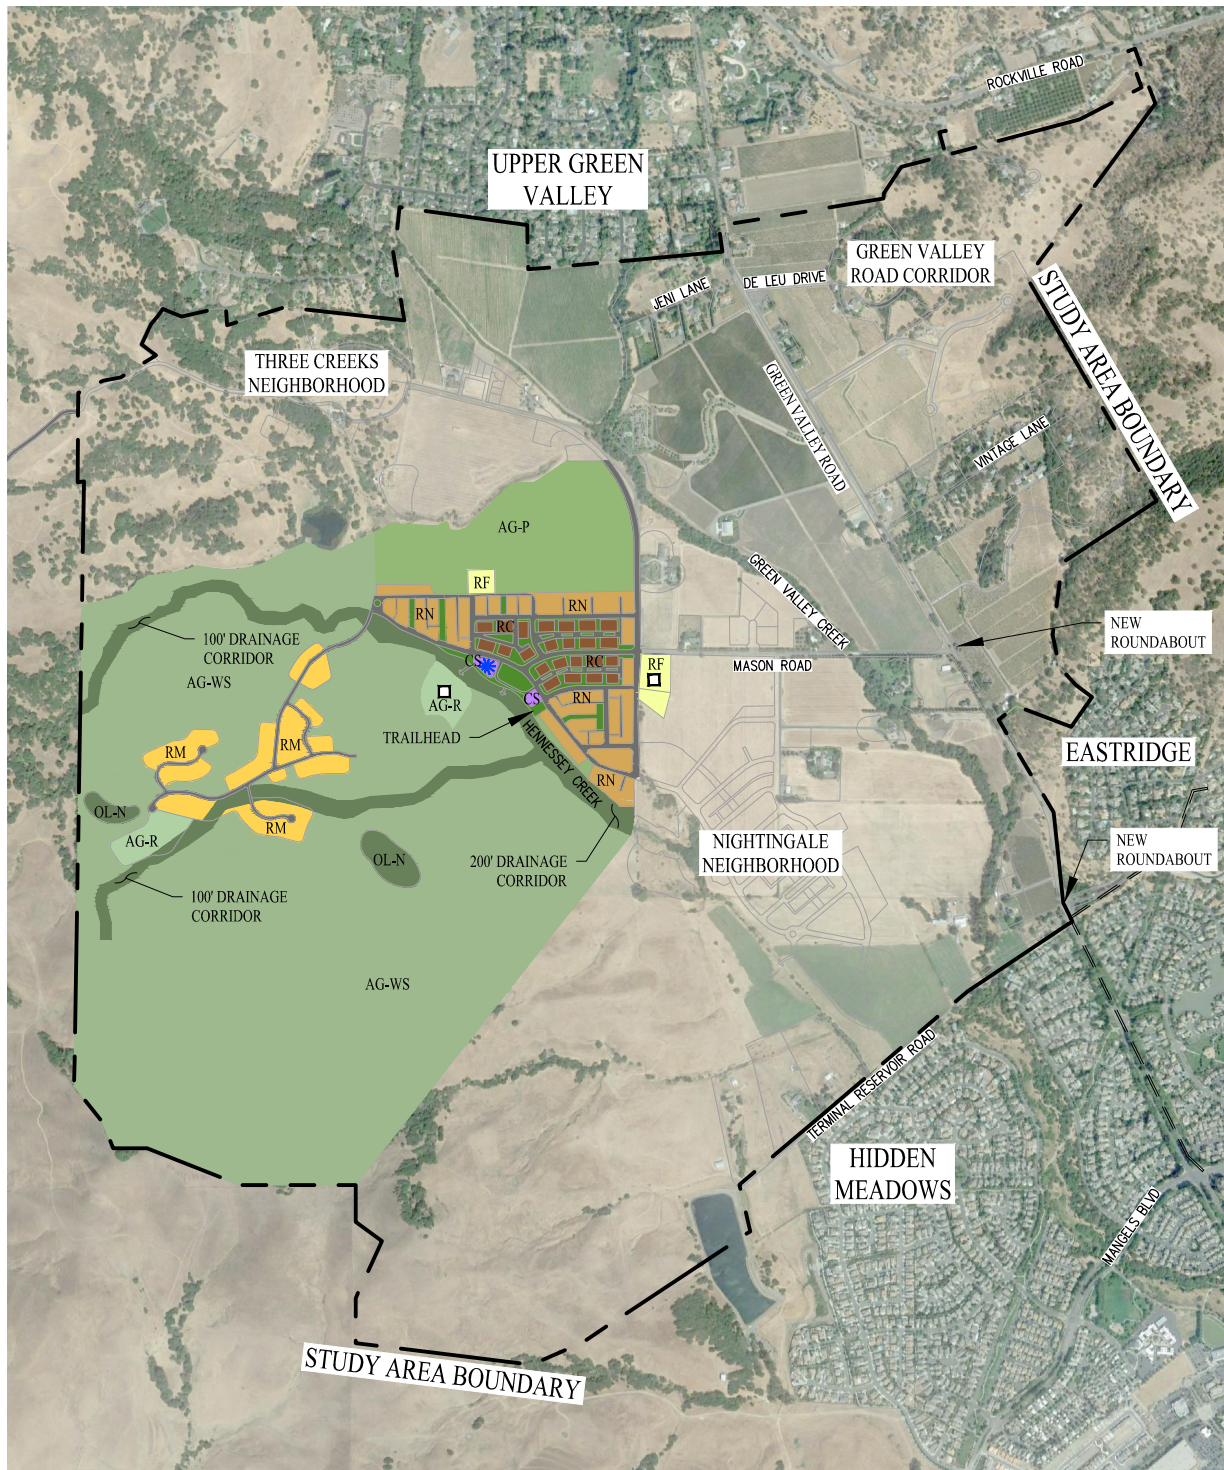 ROCKVILLE ROAD
UPPER GREEN
VALLEY
GREEN VALLEY
ROAD CORRIDOR
DE LEU DRIVE
JENI LANE
STUDY AREA BOUNDARY
THREE CREEKS
NEIGHBORHOOD
GREEN VALLEY ROAD
VINTAGE LANE
AG-P
GREEN VALLEY CREEK
RF
RN
RN
RC
NEW
ROUNDABOUT
100' DRAINAGE
CORRIDOR
CS
RC
RF
MASON ROAD
AG-WS
AG-R
CS
RN
TRAILHEAD
HENNESSEY CREEK
RM
RM
EASTRIDGE
RN
OL-N
RM
AG-R
OL-N
200' DRAINAGE
CORRIDOR
NIGHTINGALE
NEIGHBORHOOD
NEW
ROUNDABOUT
100' DRAINAGE
CORRIDOR
AG-WS
TERMINAL RESERVOIR ROAD
HIDDEN
MEADOWS
MANGELS BLVD
STUDY AREA BOUNDARY